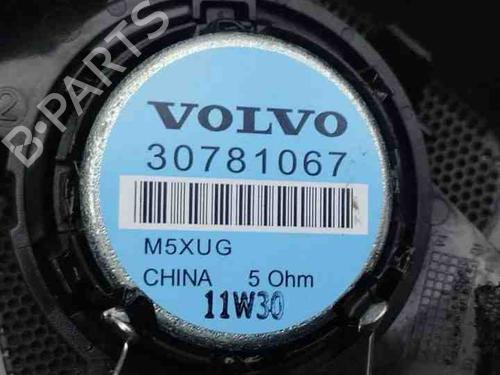 B-PARTS
VOLVO
30781067
M5XUG
CHINA 5 Ohm
11W30